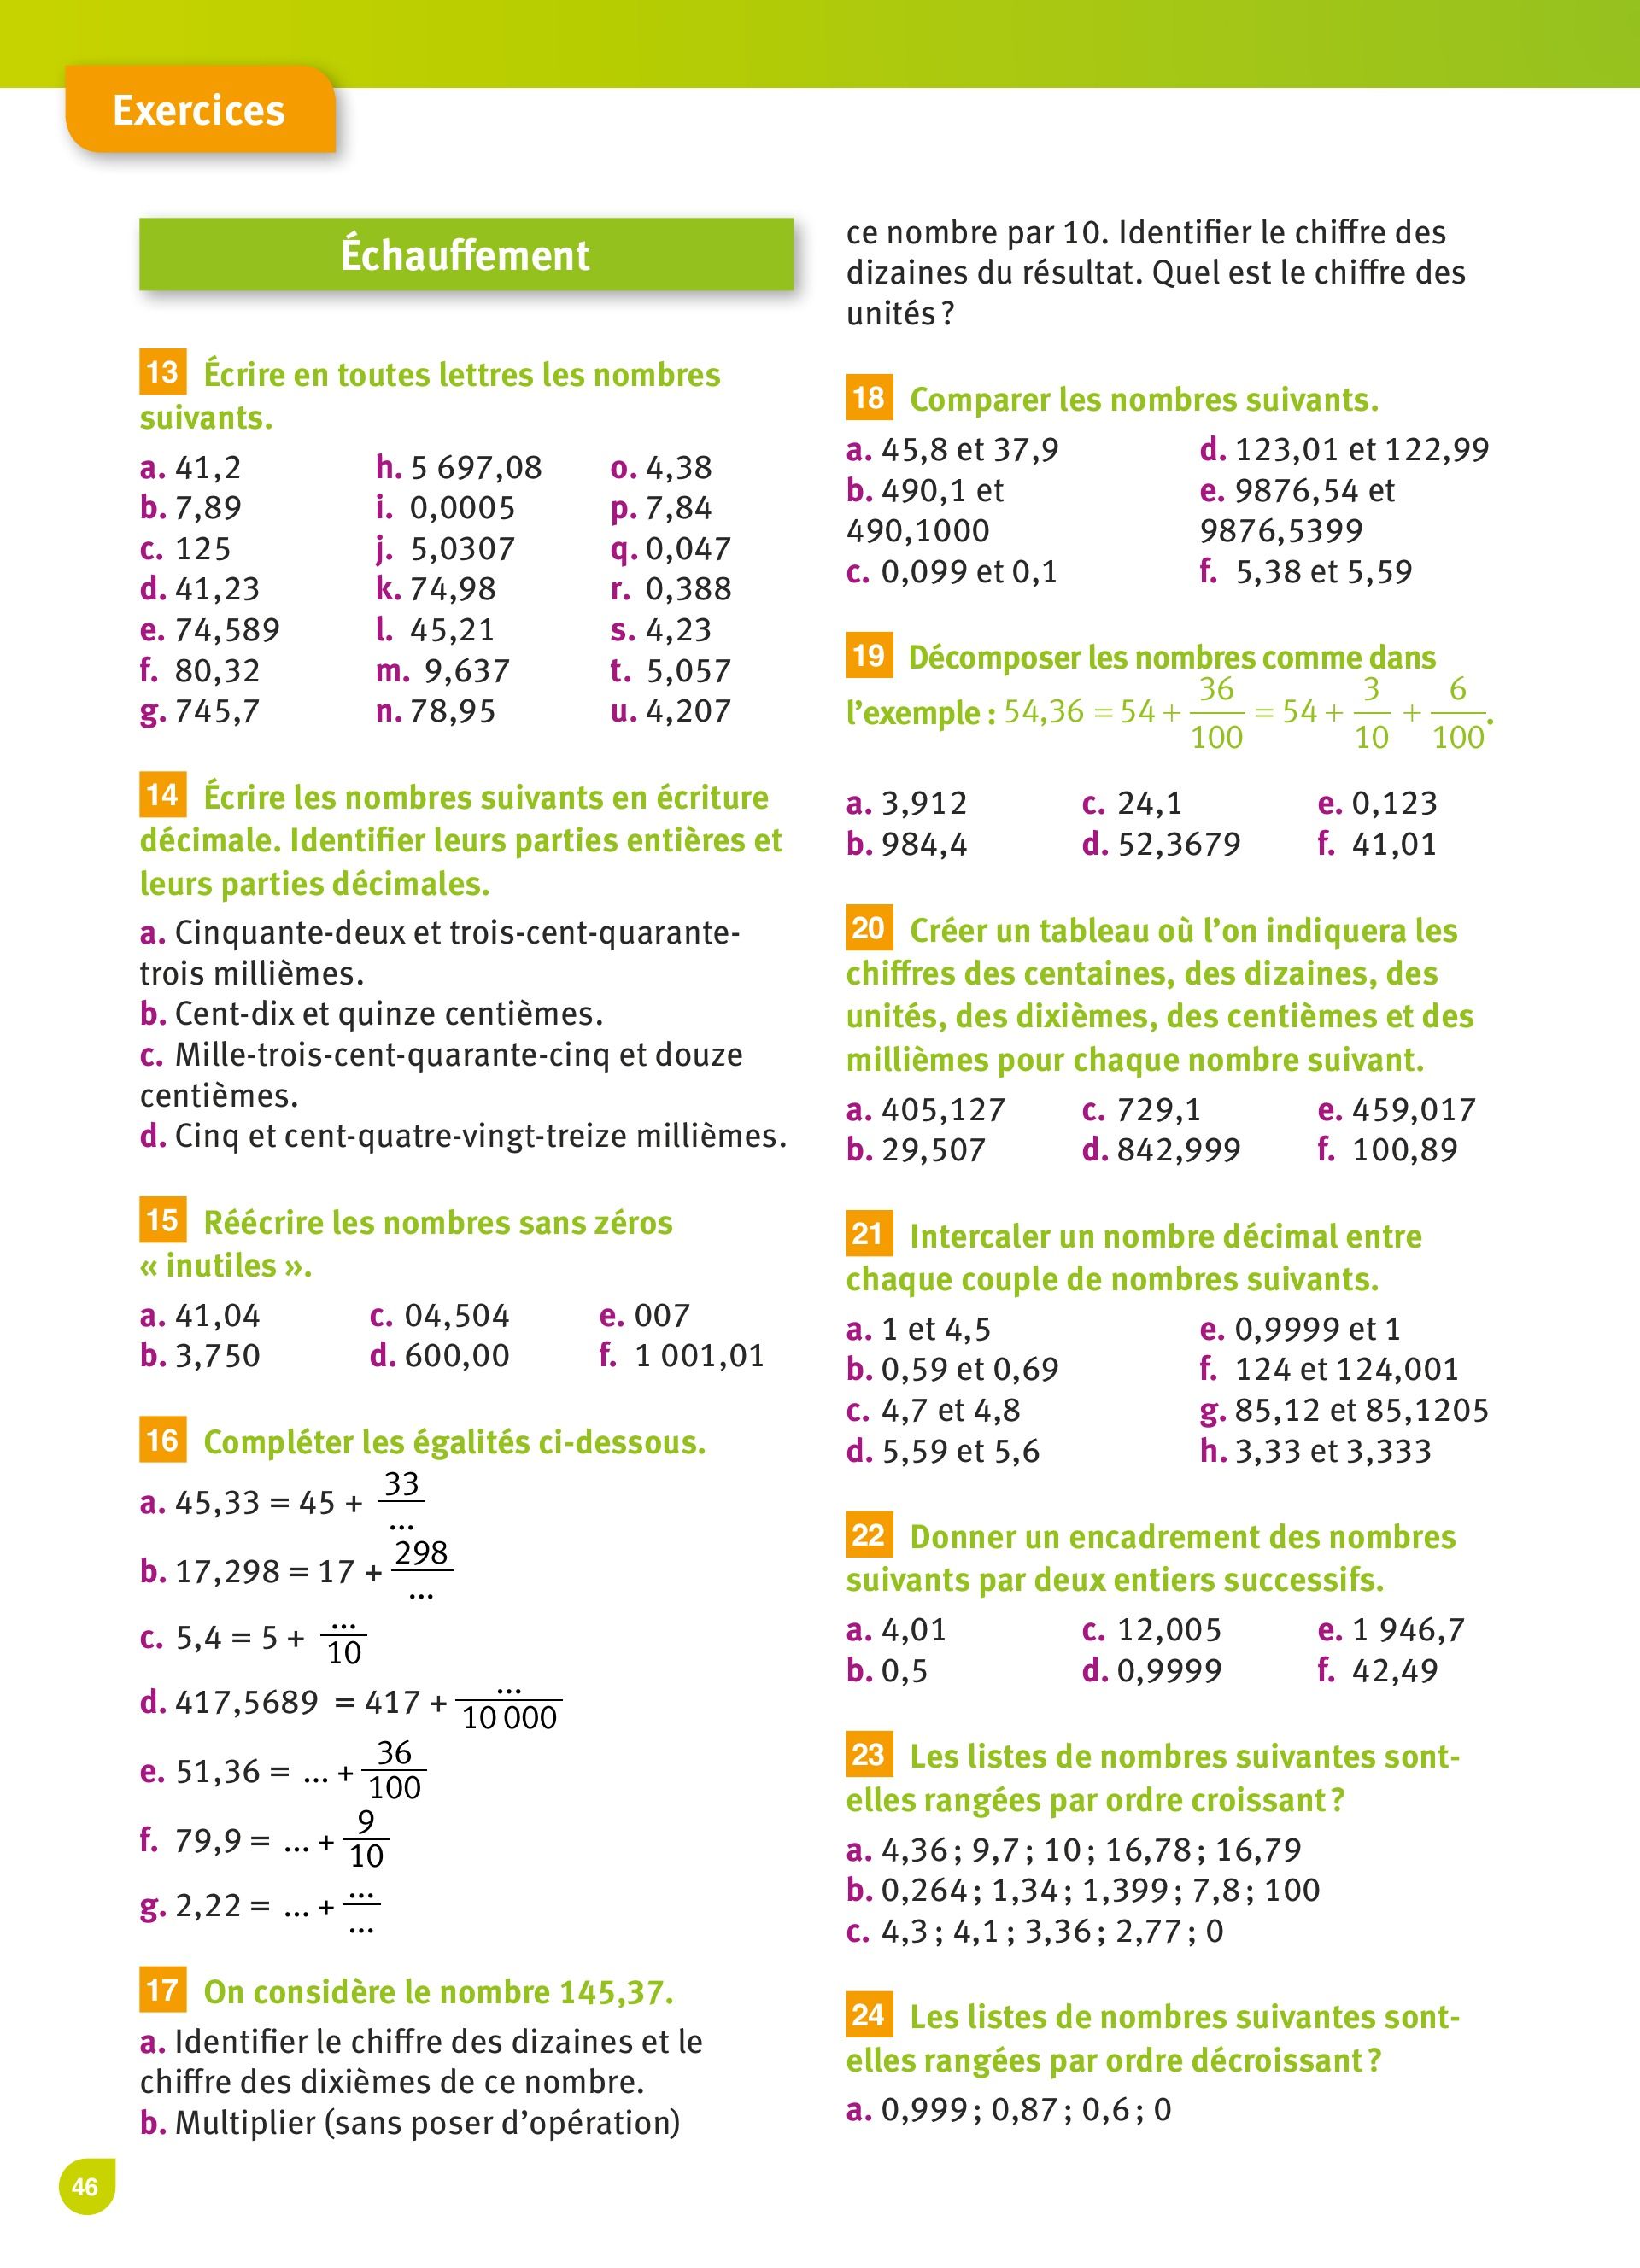 Exercices
Échauffement
13 Écrire en toutes lettres les nombres
suivants.
a. 41,2
b. 7,89
c. 125
d. 41,23
e. 74,589
f. 80,32
g. 745,7
h. 5 697,08
i. 0,0005
j. 5,0307
k. 74,98
l. 45,21
m. 9,637
n. 78,95
o. 4,38
p. 7,84
q. 0,047
r. 0,388
s. 4,23
t. 5,057
u. 4,207
14 Écrire les nombres suivants en écriture
décimale. Identifier leurs parties entières et
leurs parties décimales.
a. Cinquante-deux et trois-cent-quarante-
trois millièmes.
b. Cent-dix et quinze centièmes.
c. Mille-trois-cent-quarante-cinq et douze
centièmes.
d. Cinq et cent-quatre-vingt-treize millièmes.
15 Réécrire les nombres sans zéros
« inutiles ».
a. 41,04
b. 3,750
c. 04,504
d. 600,00
e. 007
f. 1 001,01
16 Compléter les égalités ci-dessous.
a. 45,33 = 45 + 33/...
b. 17,298 = 17 + 298/...
c. 5,4 = 5 + .../10
d. 417,5689 = 417 + .../10 000
e. 51,36 = ... + 36/100
f. 79,9 = ... + 9/10
g. 2,22 = ... + .../...
17 On considère le nombre 145,37.
a. Identifier le chiffre des dizaines et le
chiffre des dixièmes de ce nombre.
b. Multiplier (sans poser d'opération)
ce nombre par 10. Identifier le chiffre des
dizaines du résultat. Quel est le chiffre des
unités ?
18 Comparer les nombres suivants.
a. 45,8 et 37,9
b. 490,1 et
490,1000
c. 0,099 et 0,1
d. 123,01 et 122,99
e. 9876,54 et
9876,5399
f. 5,38 et 5,59
19 Décomposer les nombres comme dans
l'exemple : 54,36 = 54 + 36/100 = 54 + 3/10 + 6/100.
a. 3,912
b. 984,4
c. 24,1
d. 52,3679
e. 0,123
f. 41,01
20 Créer un tableau où l'on indiquera les
chiffres des centaines, des dizaines, des
unités, des dixièmes, des centièmes et des
millièmes pour chaque nombre suivant.
a. 405,127
b. 29,507
c. 729,1
d. 842,999
e. 459,017
f. 100,89
21 Intercaler un nombre décimal entre
chaque couple de nombres suivants.
a. 1 et 4,5
b. 0,59 et 0,69
c. 4,7 et 4,8
d. 5,59 et 5,6
e. 0,9999 et 1
f. 124 et 124,001
g. 85,12 et 85,1205
h. 3,33 et 3,333
22 Donner un encadrement des nombres
suivants par deux entiers successifs.
a. 4,01
b. 0,5
c. 12,005
d. 0,9999
e. 1 946,7
f. 42,49
23 Les listes de nombres suivantes sont-
elles rangées par ordre croissant ?
a. 4,36 ; 9,7 ; 10 ; 16,78 ; 16,79
b. 0,264 ; 1,34 ; 1,399 ; 7,8 ; 100
c. 4,3 ; 4,1 ; 3,36 ; 2,77 ; 0
24 Les listes de nombres suivantes sont-
elles rangées par ordre décroissant ?
a. 0,999 ; 0,87 ; 0,6 ; 0
46